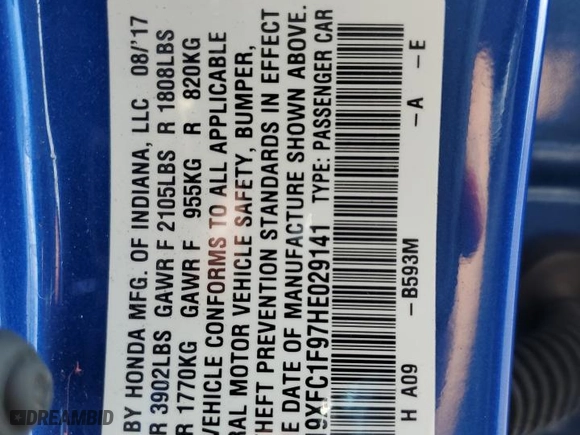 BY HONDA MFG. OF INDIANA, LLC 08/'17
3902LBS GAWR F 2105LBS R 1808LBS
1770KG GAWR F 955KG R 820KG
VEHICLE CONFORMS TO ALL APPLICABLE
MOTOR VEHICLE SAFETY, BUMPER,
THEFT PREVENTION STANDARDS IN EFFECT
DATE OF MANUFACTURE SHOWN ABOVE.
19XFC1F97HE029141 TYPE: PASSENGER CAR
H A09 -B593M -A -E
DREAMBID